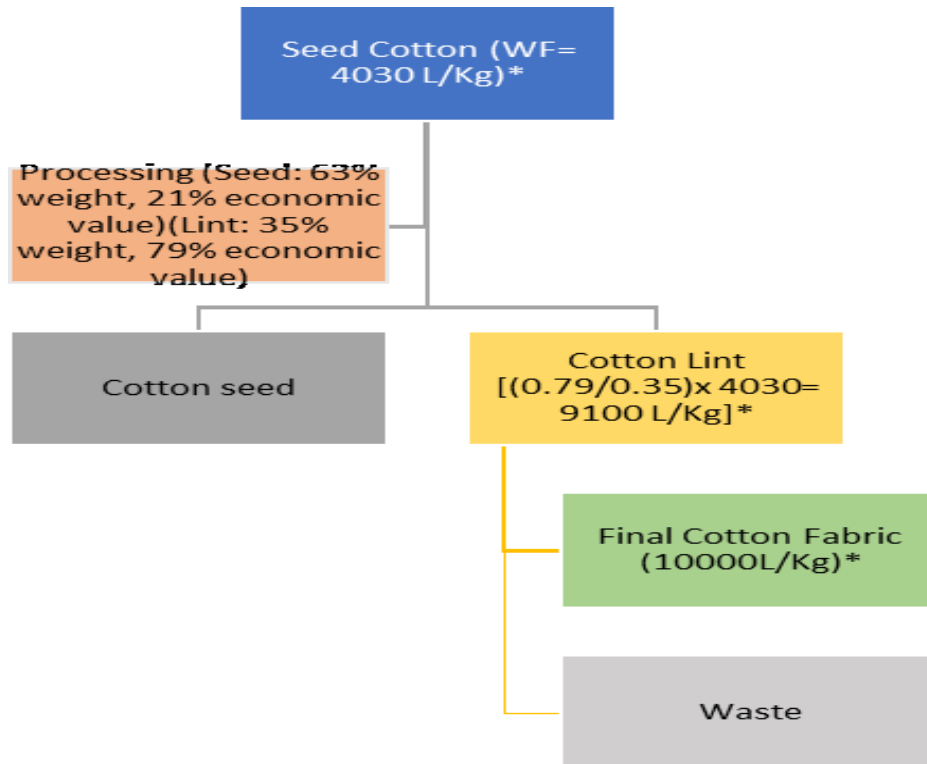 Seed Cotton (WF=
4030 L/Kg)*
Processing (Seed: 63%
weight, 21% economic
value)(Lint: 35%
weight, 79% economic
value)
Cotton seed
Cotton Lint
[(0.79/0.35)x 4030=
9100 L/Kg]*
Final Cotton Fabric
(10000L/Kg)*
Waste